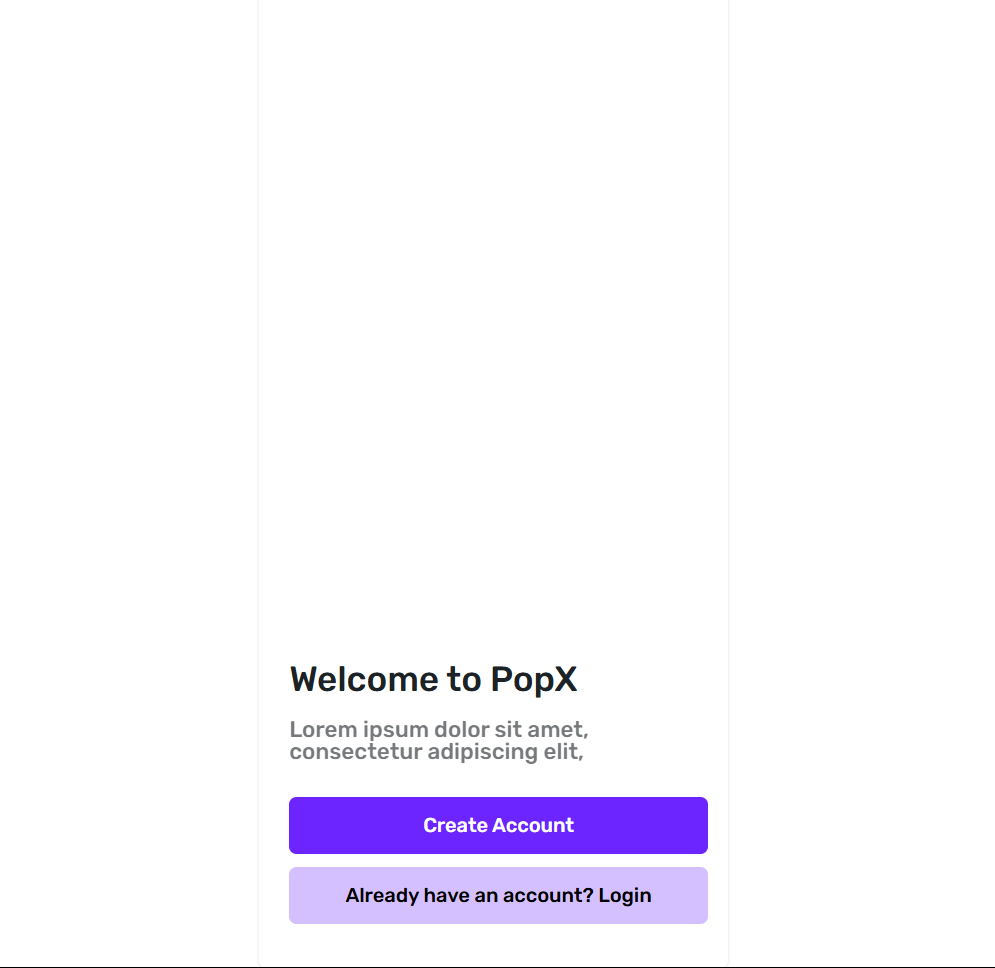 Welcome to PopX
Lorem ipsum dolor sit amet,
consectetur adipiscing elit,
Create Account
Already have an account? Login